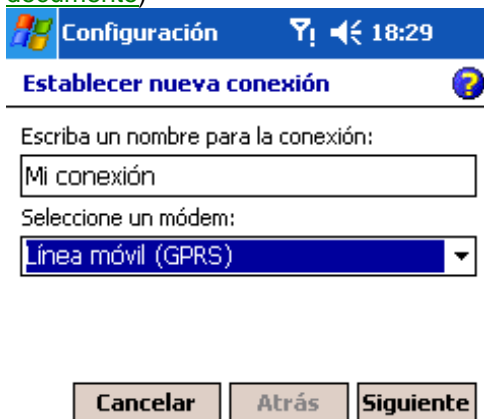 documento)
Configuración 18:29
Establecer nueva conexión
Escriba un nombre para la conexión:
Mi conexión
Seleccione un módem:
Línea móvil (GPRS)
Cancelar Atrás Siguiente